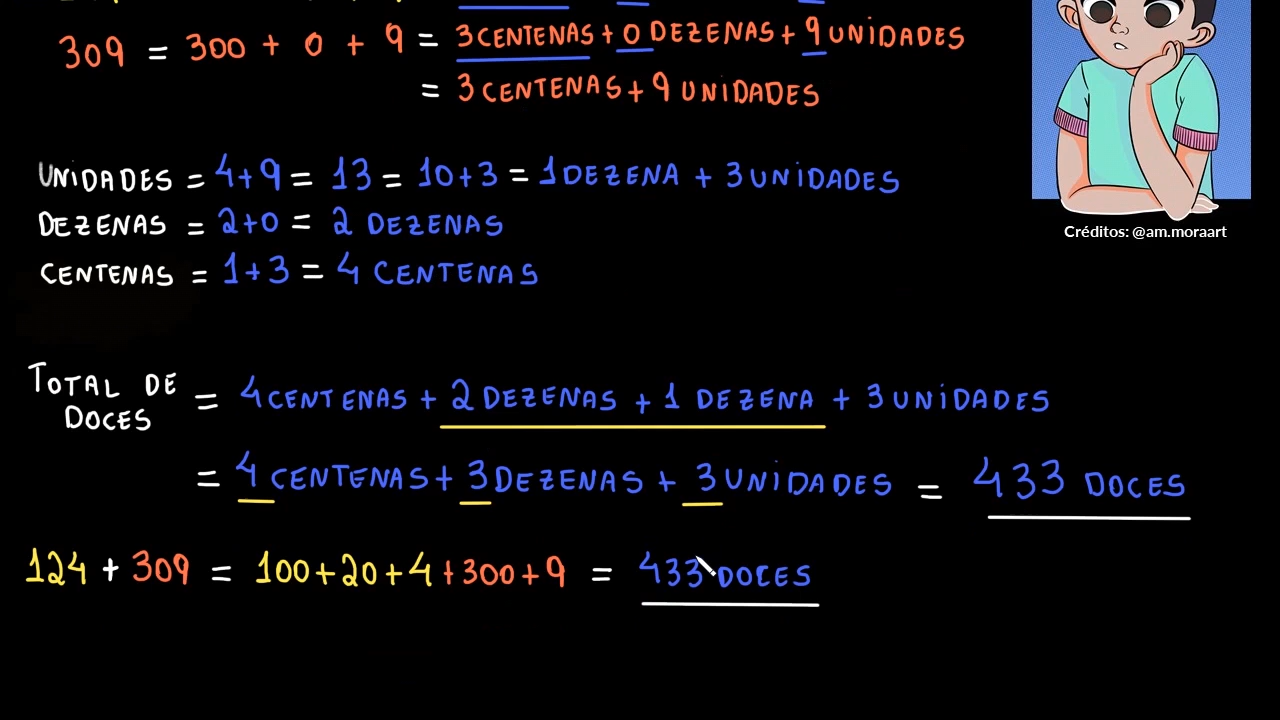 309 = 300 + 0 + 9 = 3 CENTENAS + 0 DEZENAS + 9 UNIDADES
= 3 CENTENAS + 9 UNIDADES
Créditos: @am.moraart
UNIDADES = 4+9 = 13 = 10+3 = 1 DEZENA + 3 UNIDADES
DEZENAS = 2+0 = 2 DEZENAS
CENTENAS = 1+3 = 4 CENTENAS
TOTAL DE DOCES = 4 CENTENAS + 2 DEZENAS + 1 DEZENA + 3 UNIDADES
= 4 CENTENAS + 3 DEZENAS + 3 UNIDADES = 433 DOCES
124 + 309 = 100+20+4+300+9 = 433 DOCES